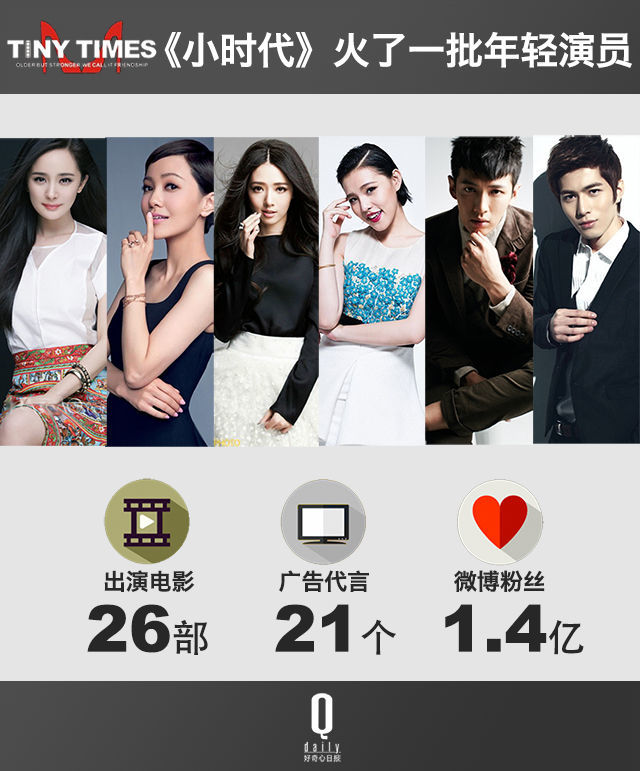 TiNY TIMES
OLDER BUT STRONGER. WE CALL IT FRIENDSHIP
《小时代》火了一批年轻演员
出演电影
26部
广告代言
21个
微博粉丝
1.4亿
Q
daily
好奇心日报